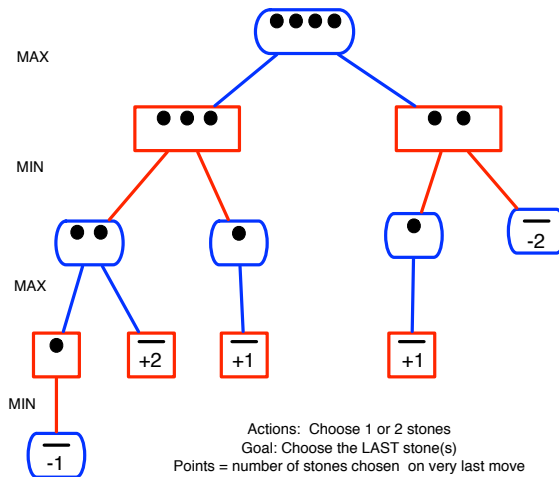 MAX
MIN
-2
MAX
+2
+1
+1
MIN
-1
Actions: Choose 1 or 2 stones
Goal: Choose the LAST stone(s)
Points = number of stones chosen on very last move